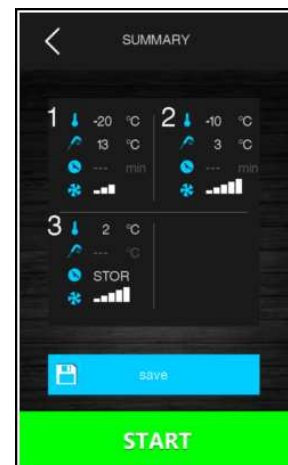 SUMMARY
1 -20 °C 2 -10 °C
13 °C 3 °C
--- min --- min
3 2 °C
--- °C
STOR
save
START